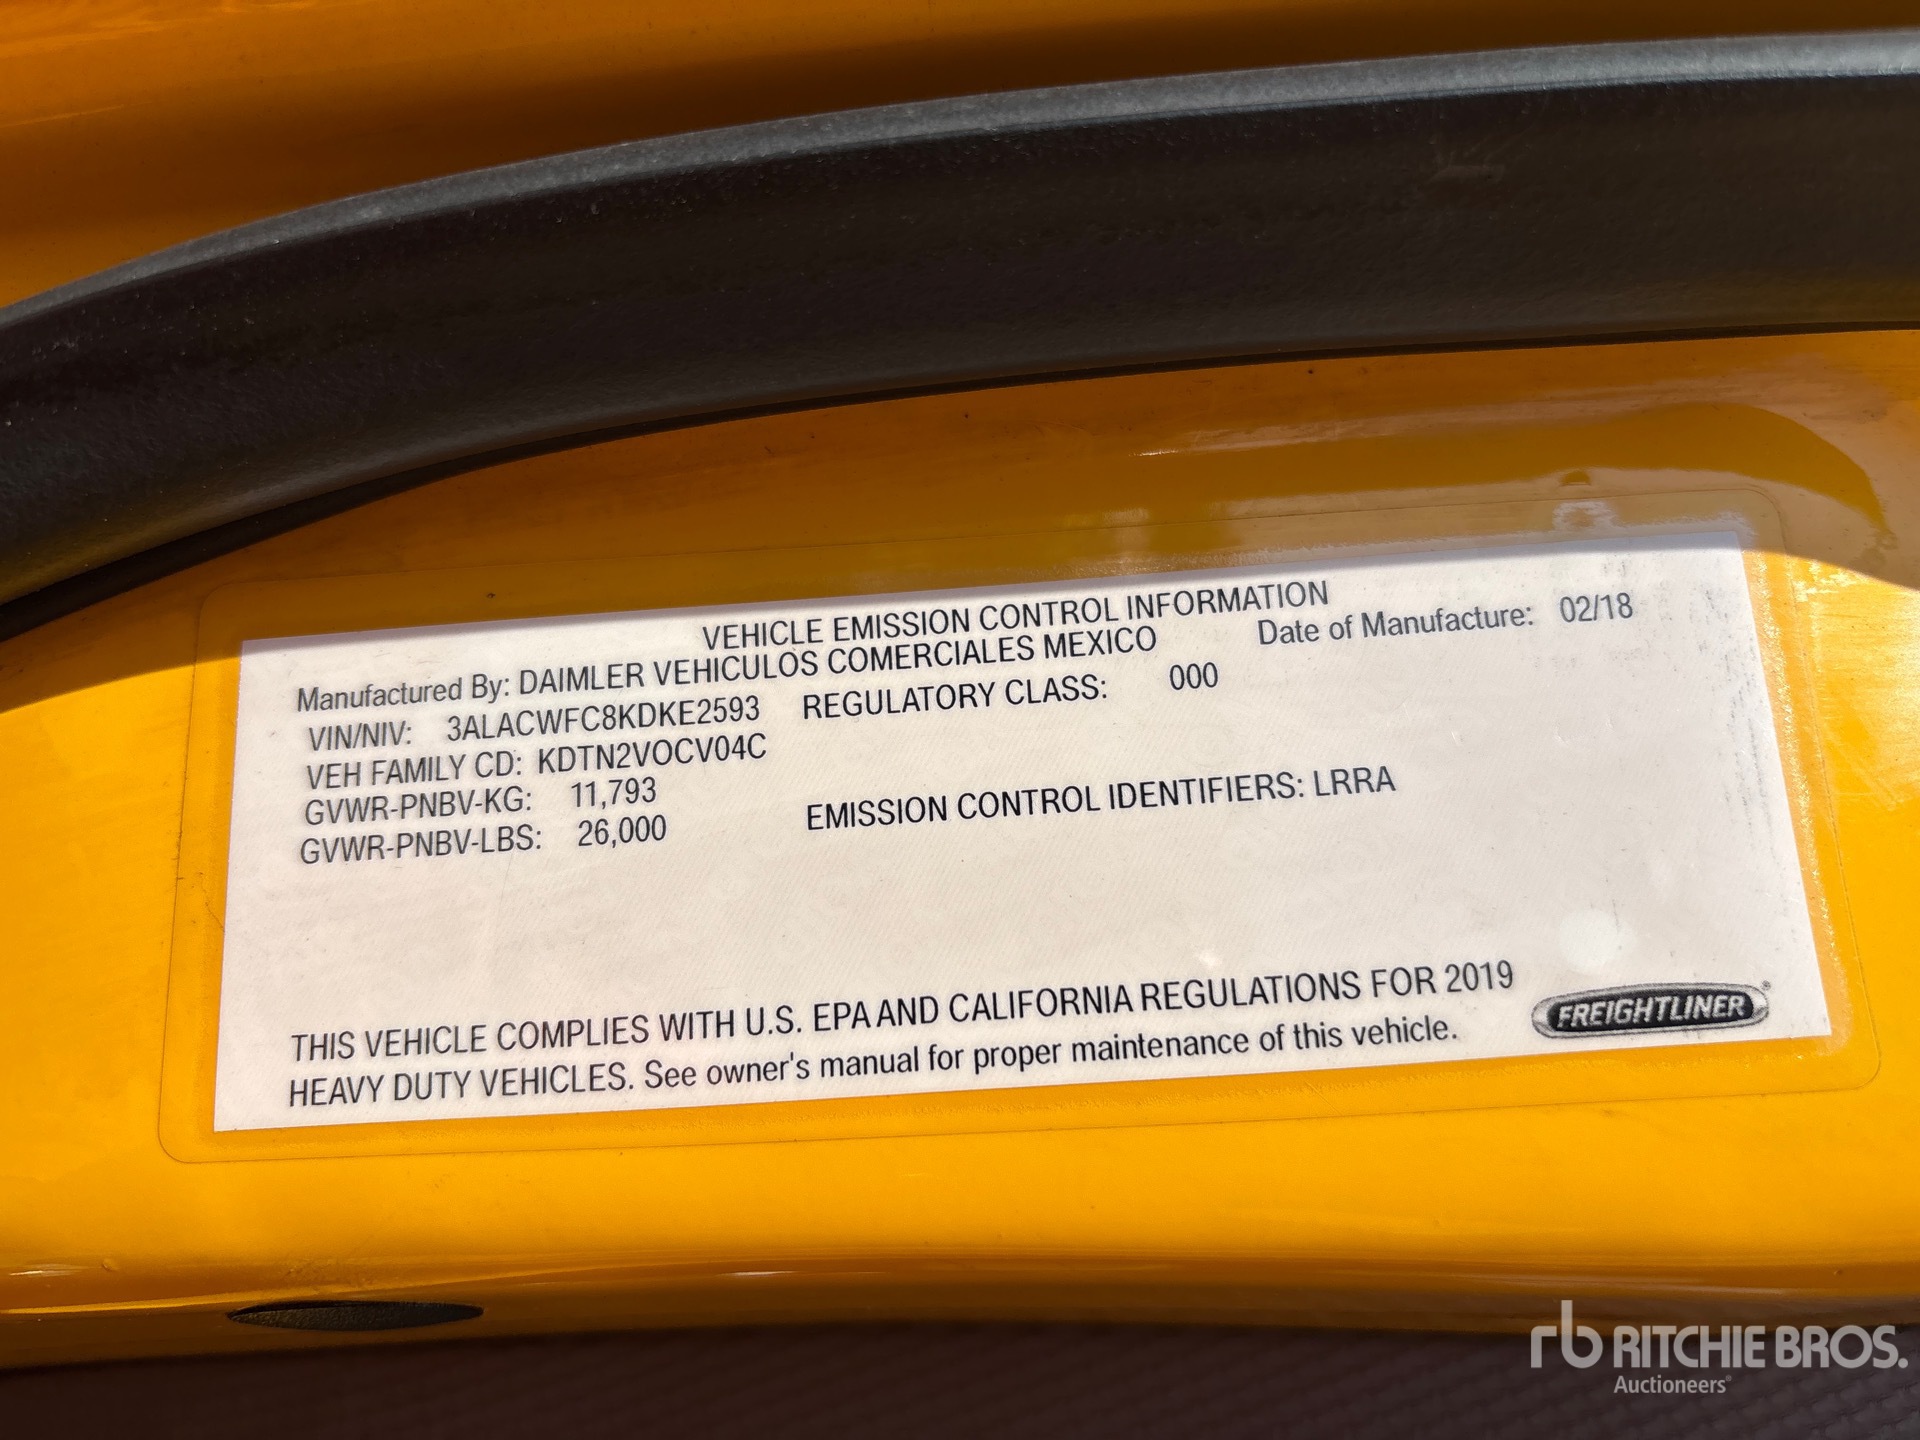 VEHICLE EMISSION CONTROL INFORMATION
Manufactured By: DAIMLER VEHICULOS COMERCIALES MEXICO Date of Manufacture: 02/18
VIN/NIV: 3ALACWFC8KDKE2593 REGULATORY CLASS: 000
VEH FAMILY CD: KDTN2VOCV04C
GVWR-PNBV-KG: 11,793
GVWR-PNBV-LBS: 26,000 EMISSION CONTROL IDENTIFIERS: LRRA
THIS VEHICLE COMPLIES WITH U.S. EPA AND CALIFORNIA REGULATIONS FOR 2019
HEAVY DUTY VEHICLES. See owner's manual for proper maintenance of this vehicle.
FREIGHTLINER®
rb RITCHIE BROS.
Auctioneers®